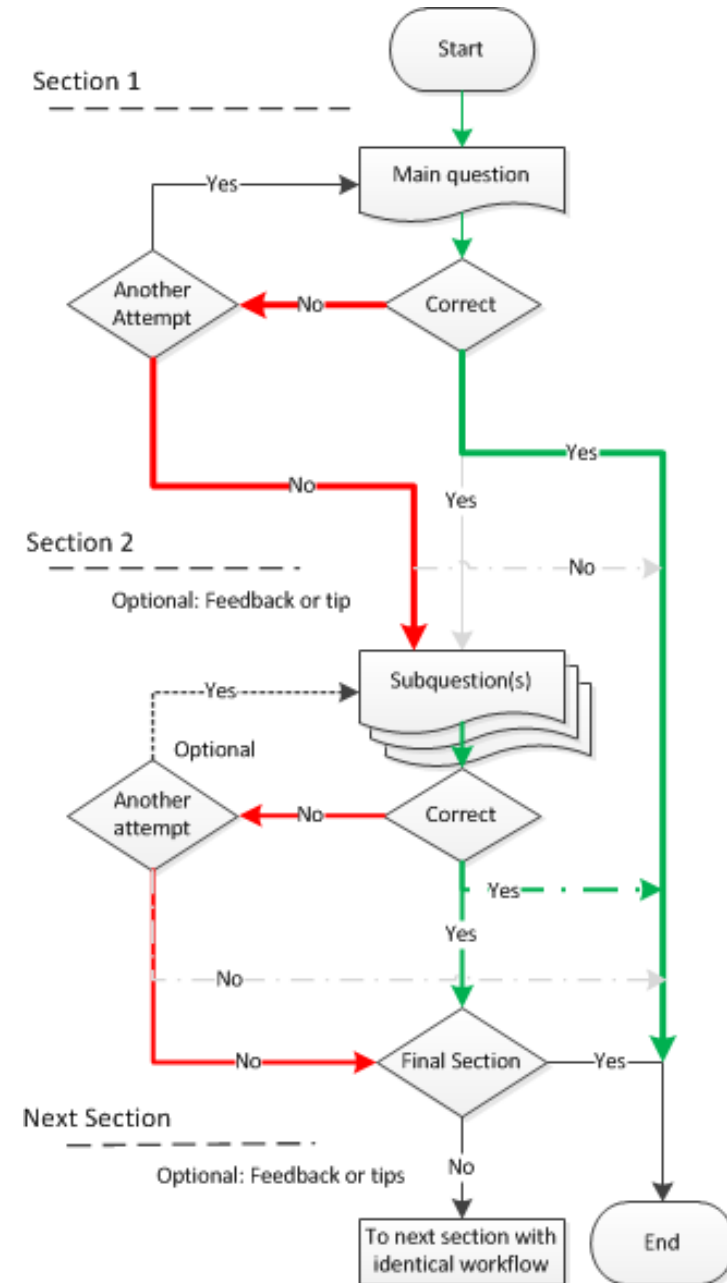 Start
Section 1
Main question
Yes
Another
Attempt
No
Correct
Yes
No
Yes
Section 2
No
Optional: Feedback or tip
Subquestion(s)
Yes
Optional
Another
attempt
No
Correct
Yes
Yes
No
No
Final Section
Yes
Next Section
No
Optional: Feedback or tips
To next section with
identical workflow
End